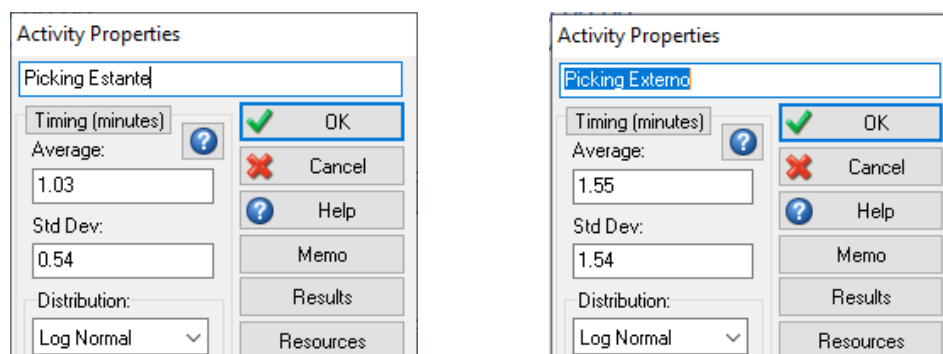 Activity Properties
Picking Estante
Timing (minutes)
OK
Average:
Cancel
1.03
Help
Std Dev:
0.54
Memo
Results
Distribution:
Log Normal
Resources
Activity Properties
Picking Externo
Timing (minutes)
OK
Average:
Cancel
1.55
Help
Std Dev:
1.54
Memo
Results
Distribution:
Log Normal
Resources